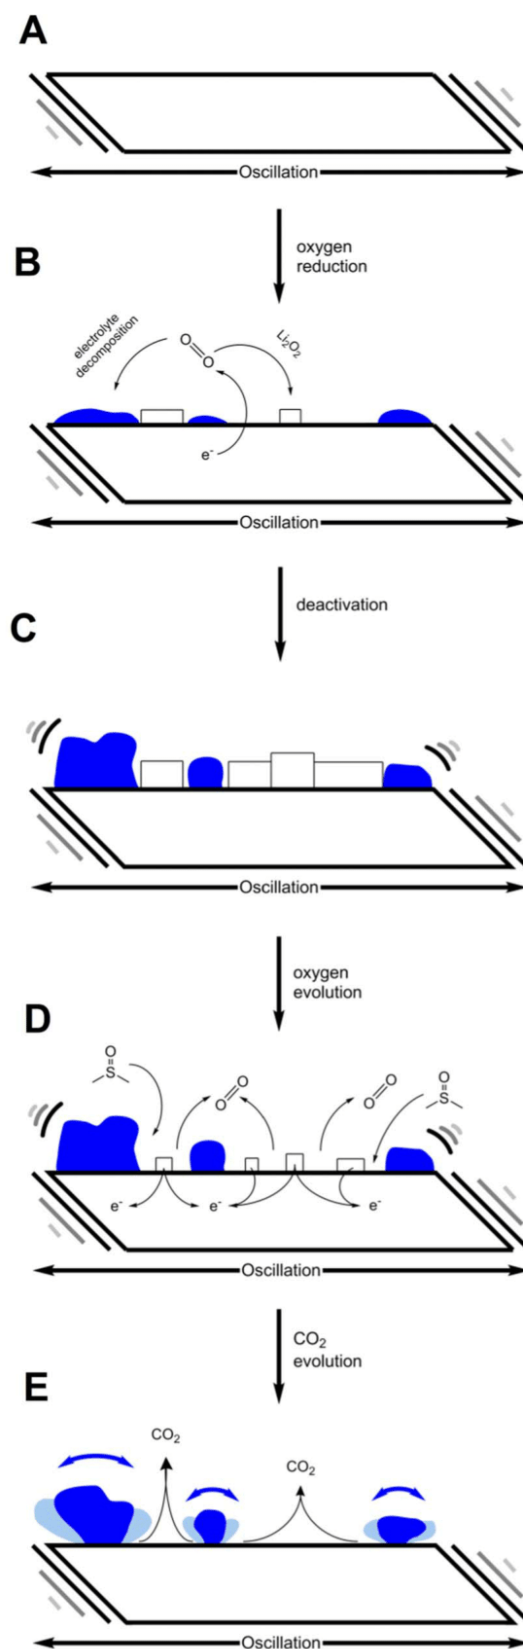 A
Oscillation
oxygen
reduction
B
electrolyte
decomposition
O
O
Li₂O₂
e⁻
Oscillation
deactivation
C
Oscillation
oxygen
evolution
D
O
S
O
O
O
O
O
S
e⁻
e⁻
e⁻
Oscillation
CO₂
evolution
E
CO₂
CO₂
Oscillation